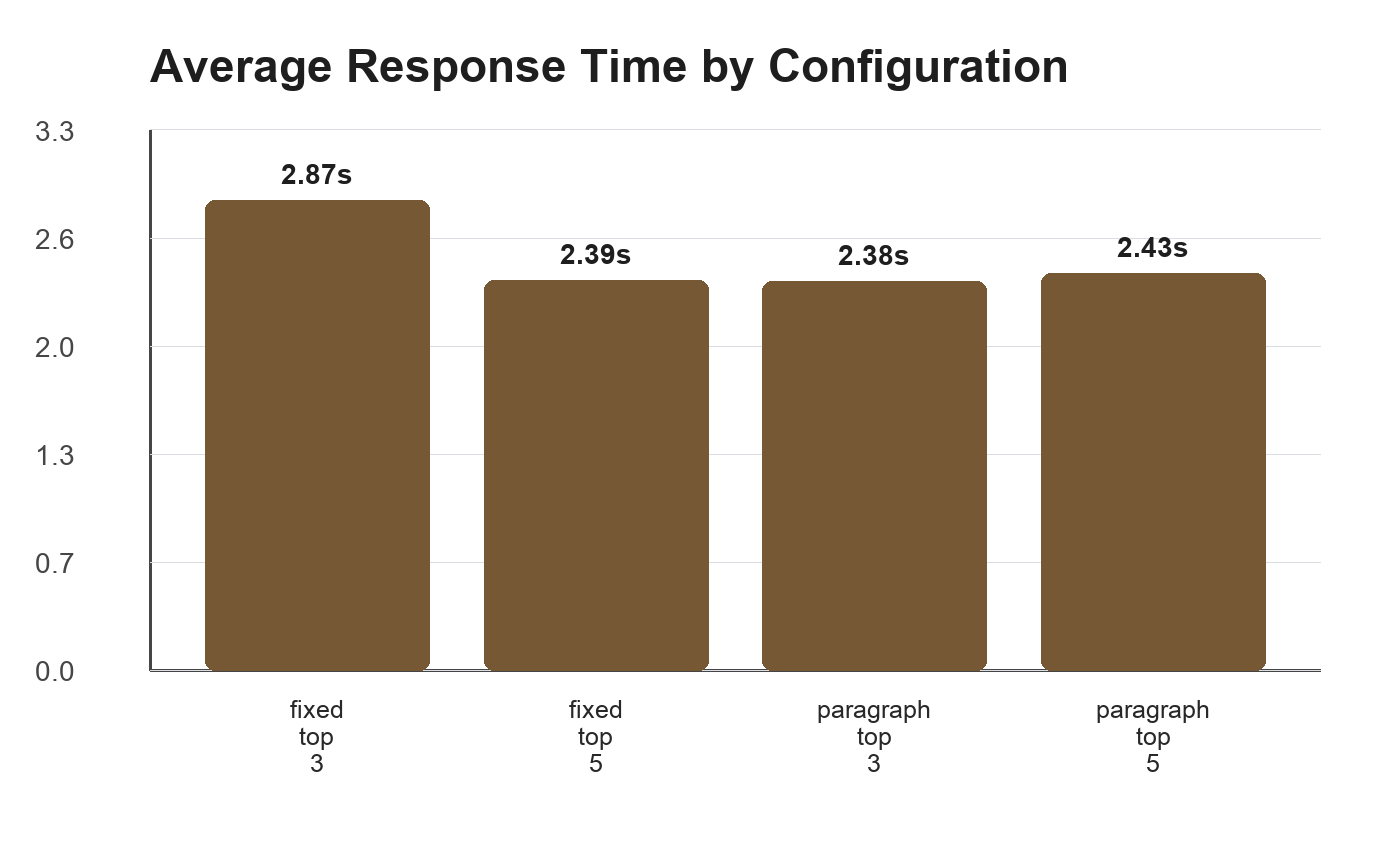 Average Response Time by Configuration
3.3
2.87s
2.6
2.39s
2.38s
2.43s
2.0
1.3
0.7
0.0
fixed
top
3
fixed
top
5
paragraph
top
3
paragraph
top
5